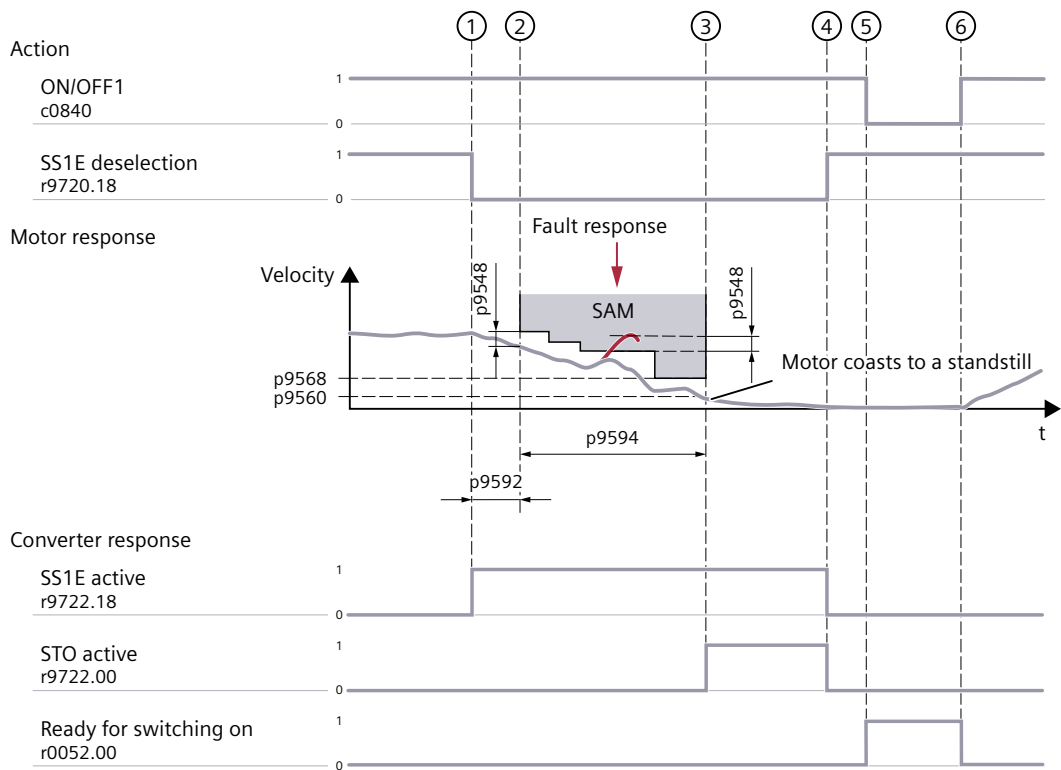 1 2 3 4 5 6
Action
ON/OFF1
c0840
1
0
SS1E deselection
r9720.18
1
0
Motor response
Fault response
Velocity
p9548
SAM
p9548
Motor coasts to a standstill
p9568
p9560
t
p9594
p9592
Converter response
SS1E active
r9722.18
1
0
STO active
r9722.00
1
0
Ready for switching on
r0052.00
1
0